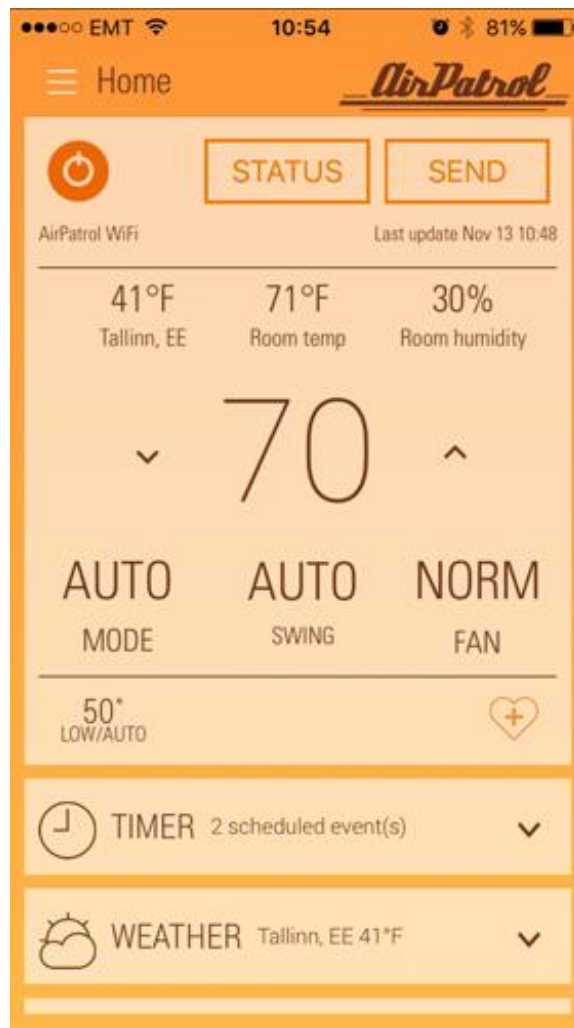 EMT 10:54 81%
Home AirPatrol
STATUS SEND
AirPatrol WiFi Last update Nov 13 10:48
41°F 71°F 30%
Tallinn, EE Room temp Room humidity
70
AUTO AUTO NORM
MODE SWING FAN
50°
LOW/AUTO
TIMER 2 scheduled event(s)
WEATHER Tallinn, EE 41°F